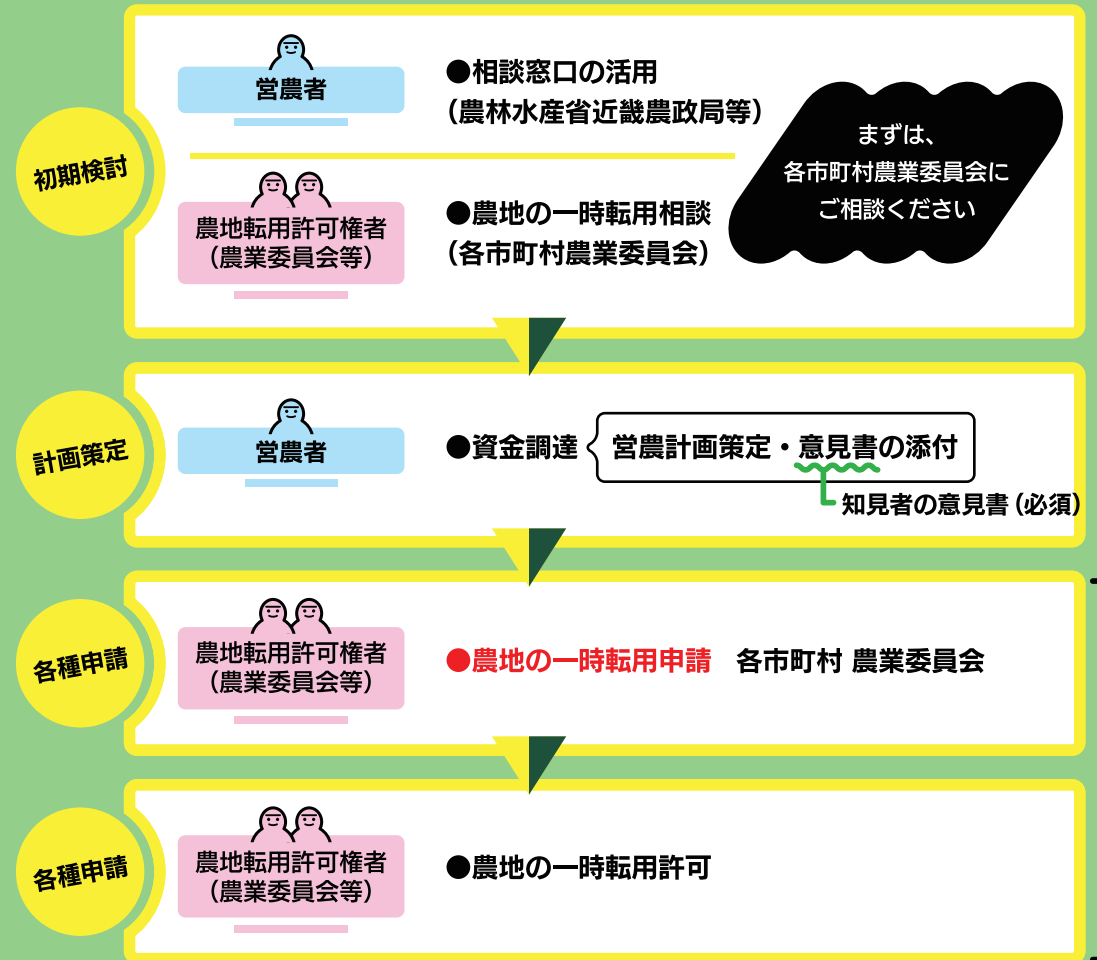 初期検討
営農者
●相談窓口の活用
（農林水産省近畿農政局等）
農地転用許可権者
（農業委員会等）
●農地の一時転用相談
（各市町村農業委員会）
まずは、
各市町村農業委員会に
ご相談ください
計画策定
営農者
●資金調達
営農計画策定・意見書の添付
知見者の意見書（必須）
各種申請
農地転用許可権者
（農業委員会等）
●農地の一時転用申請　各市町村 農業委員会
各種申請
農地転用許可権者
（農業委員会等）
●農地の一時転用許可